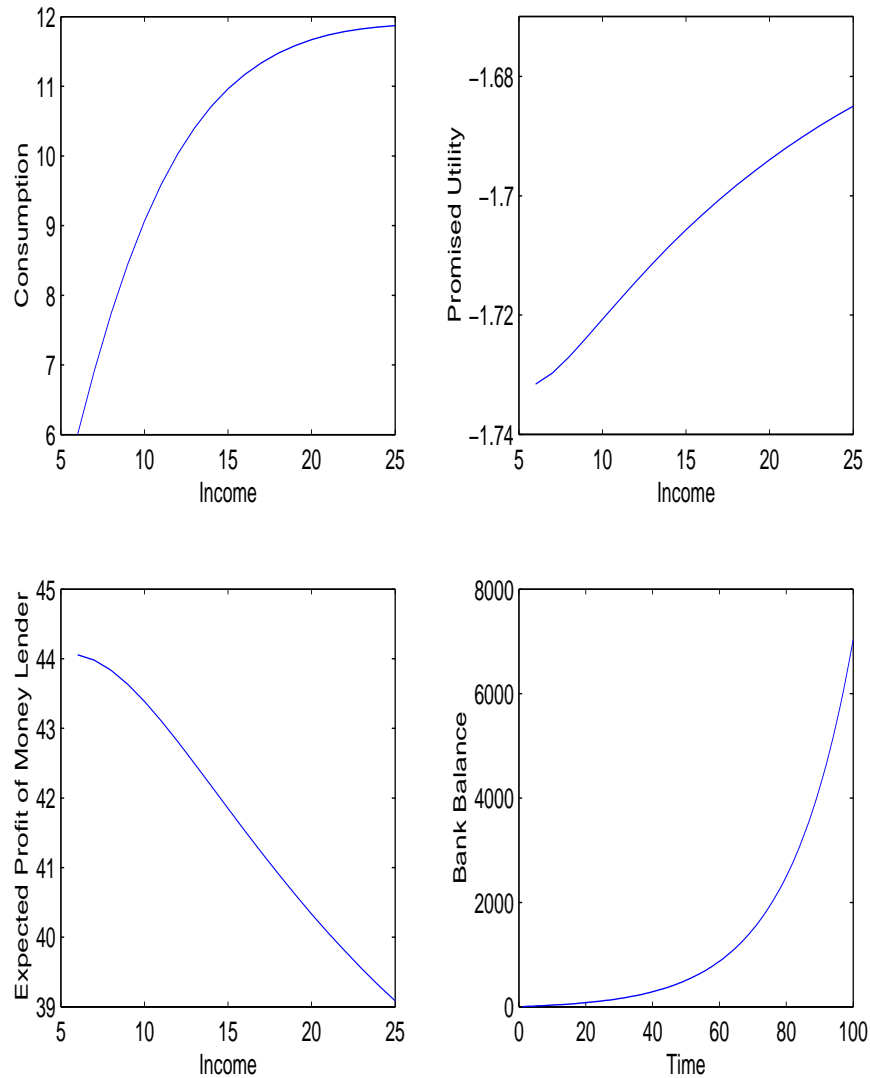 12
11
10
9
8
7
6
Consumption
5 10 15 20 25
Income
−1.68
−1.7
−1.72
−1.74
Promised Utility
5 10 15 20 25
Income
45
44
43
42
41
40
39
Expected Profit of Money Lender
5 10 15 20 25
Income
8000
6000
4000
2000
0
Bank Balance
0 20 40 60 80 100
Time